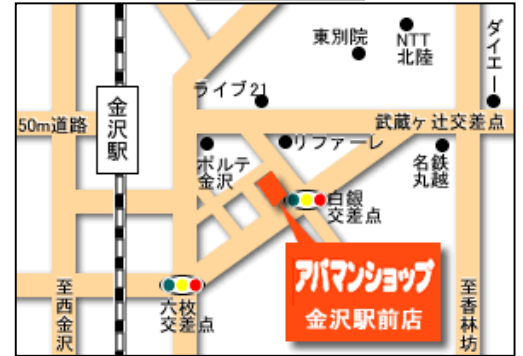 東別院
NTT
北陸
ダイエー
ライブ21
金沢駅
50m道路
武蔵ヶ辻交差点
ポルテ
金沢
リファーレ
名鉄
丸越
白銀
交差点
アパマンショップ
金沢駅前店
至西金沢
六枚
交差点
至香林坊